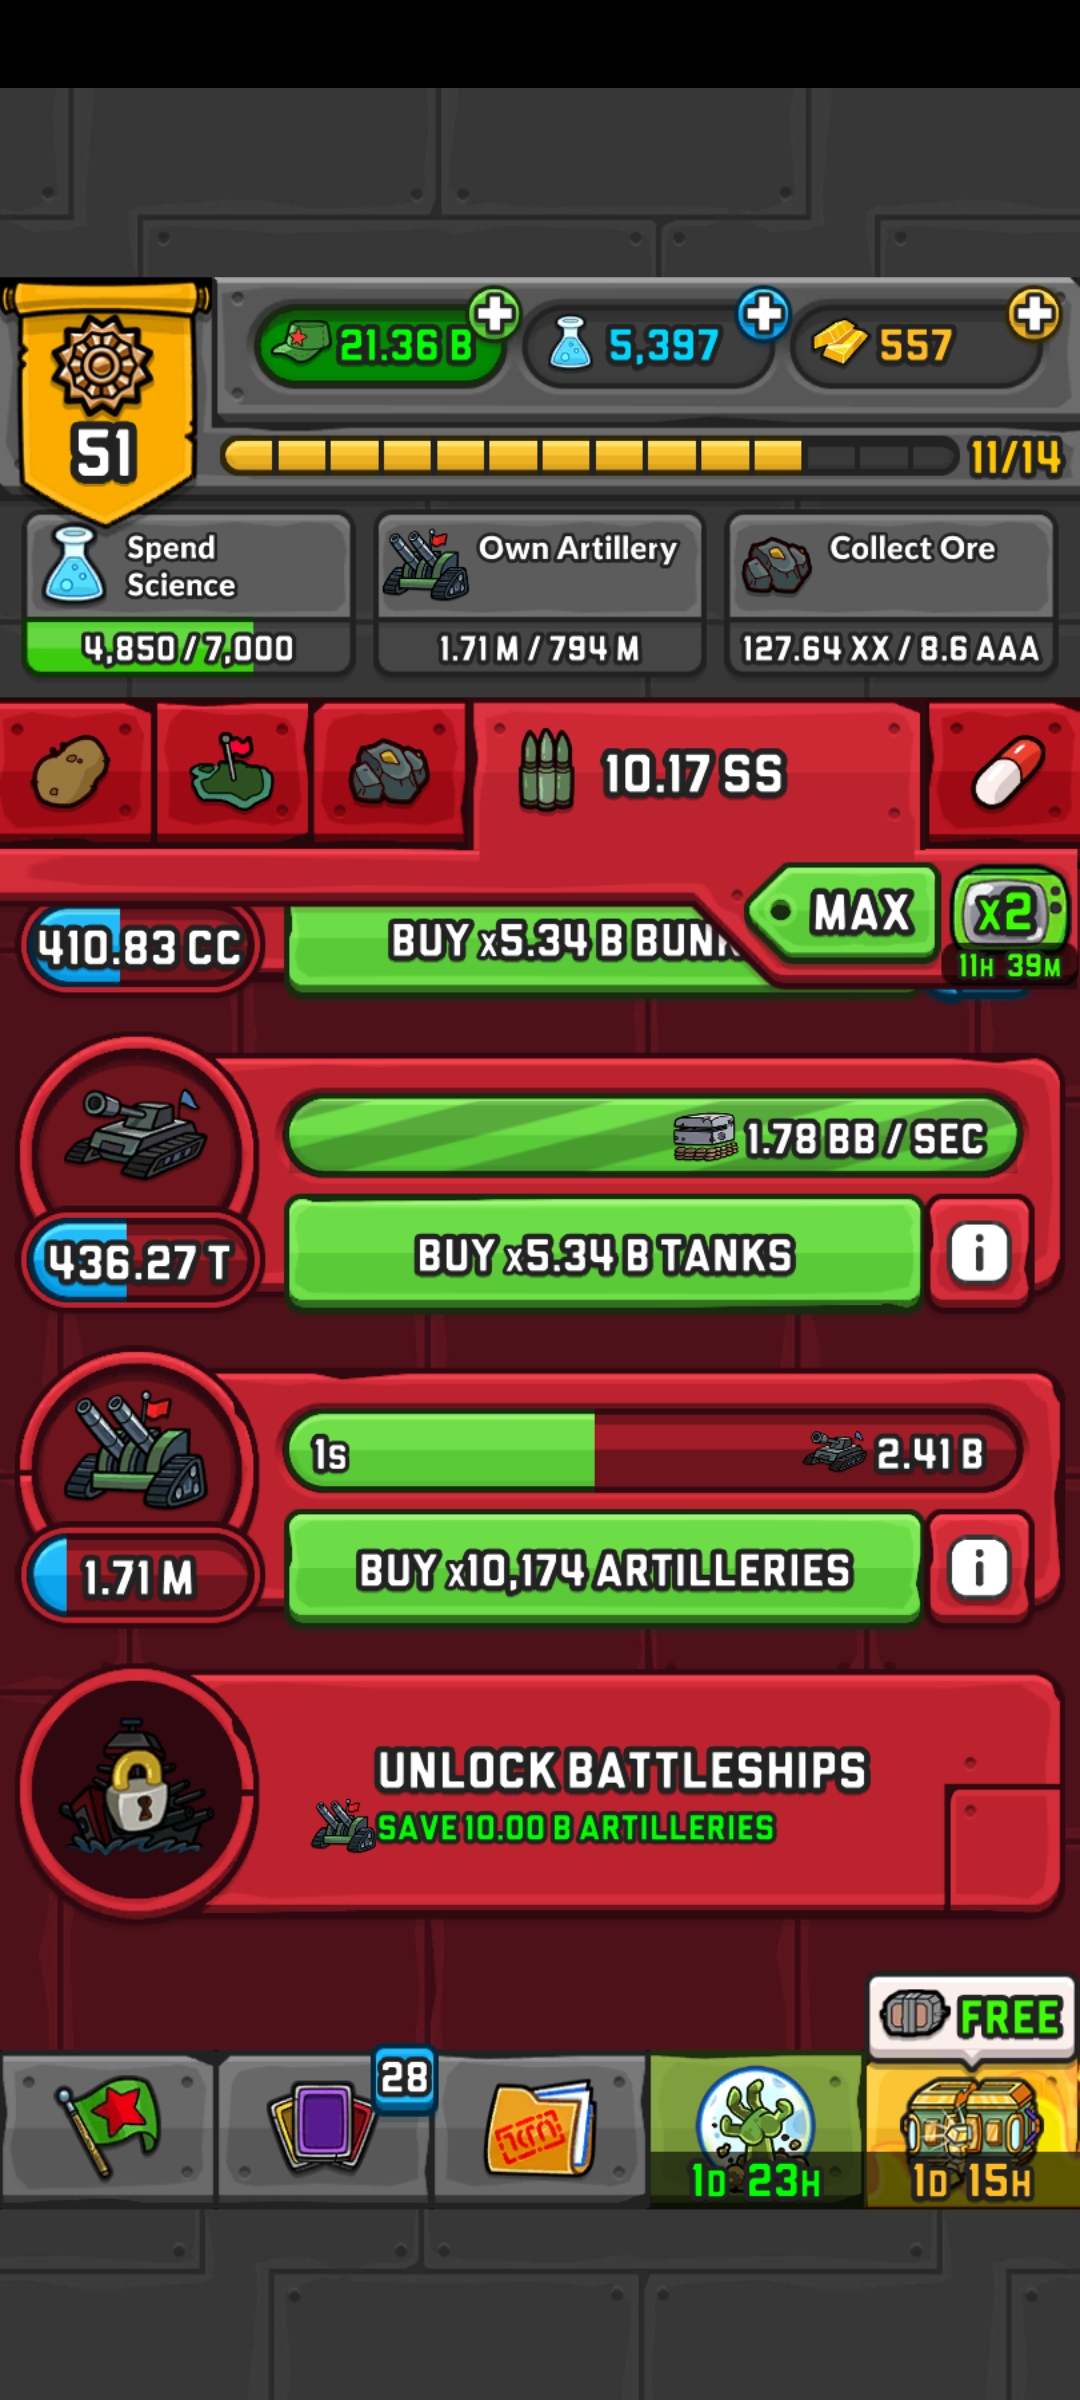 21.36 B
5,397
557
51
11/14
Spend
Science
Own Artillery
Collect Ore
4,850/7,000
1.71 M / 794 M
127.64 XX / 8.6 AAA
10.17 SS
MAX
x2
11H 39M
410.83 CC
BUY x5.34 B
1.78 BB / SEC
436.27 T
BUY x5.34 B TANKS
i
1s
2.41 B
1.71 M
BUY x10,174 ARTILLERIES
i
UNLOCK BATTLESHIPS
SAVE 10.00 B ARTILLERIES
FREE
28
1D 23H
1D 15H